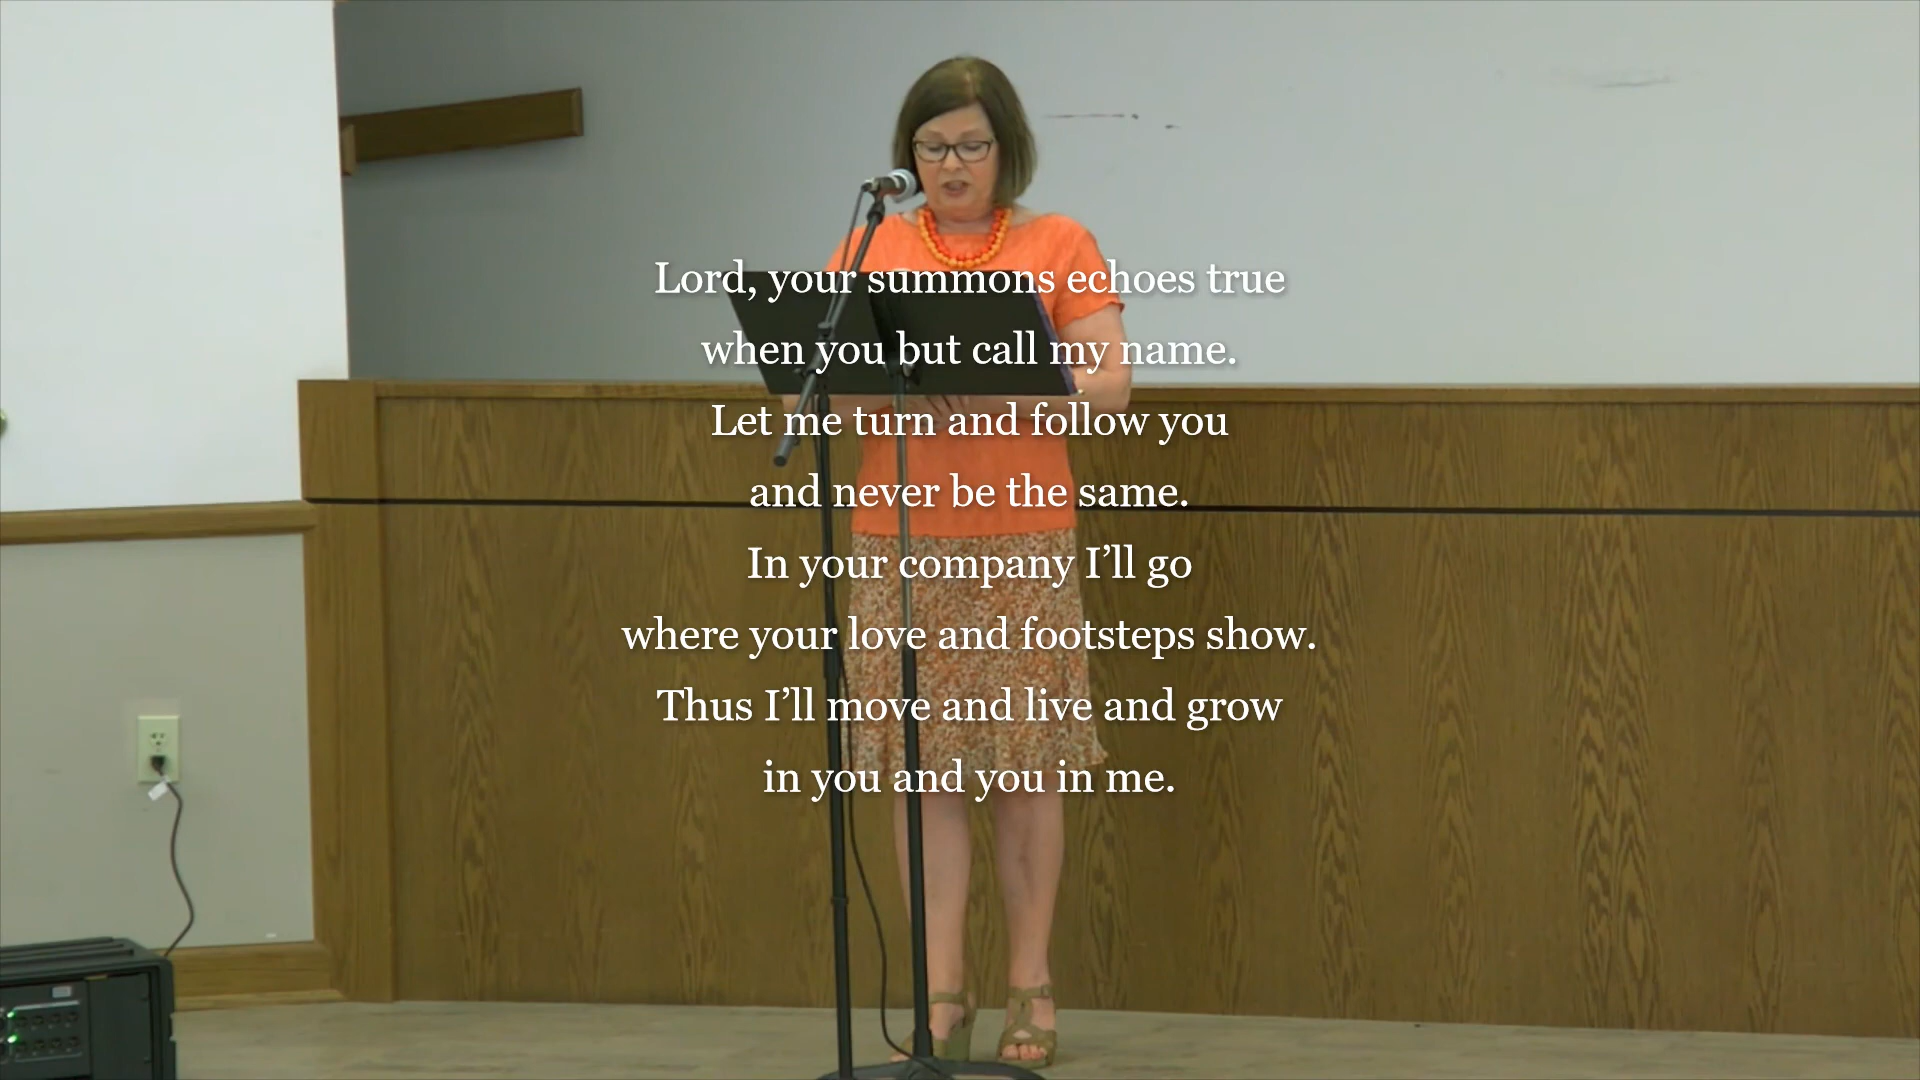 Lord, your summons echoes true
when you but call my name.
Let me turn and follow you
and never be the same.
In your company I’ll go
where your love and footsteps show.
Thus I’ll move and live and grow
in you and you in me.